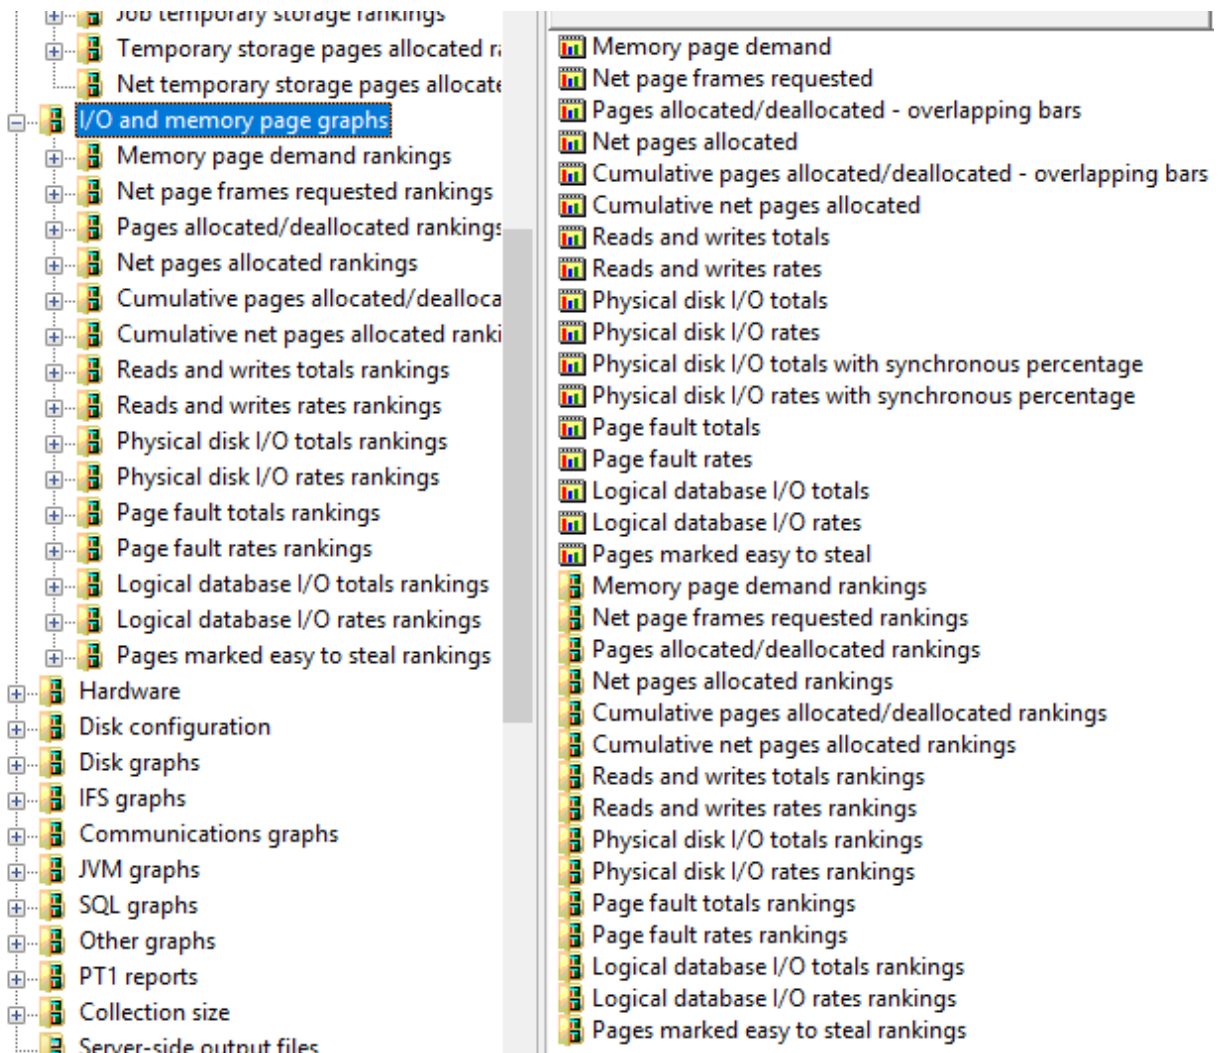 Job temporary storage rankings
Temporary storage pages allocated r
Net temporary storage pages allocate
I/O and memory page graphs
Memory page demand rankings
Net page frames requested rankings
Pages allocated/deallocated rankings
Net pages allocated rankings
Cumulative pages allocated/dealloca
Cumulative net pages allocated ranki
Reads and writes totals rankings
Reads and writes rates rankings
Physical disk I/O totals rankings
Physical disk I/O rates rankings
Page fault totals rankings
Page fault rates rankings
Logical database I/O totals rankings
Logical database I/O rates rankings
Pages marked easy to steal rankings
Hardware
Disk configuration
Disk graphs
IFS graphs
Communications graphs
JVM graphs
SQL graphs
Other graphs
PT1 reports
Collection size
Server-side output files
Memory page demand
Net page frames requested
Pages allocated/deallocated - overlapping bars
Net pages allocated
Cumulative pages allocated/deallocated - overlapping bars
Cumulative net pages allocated
Reads and writes totals
Reads and writes rates
Physical disk I/O totals
Physical disk I/O rates
Physical disk I/O totals with synchronous percentage
Physical disk I/O rates with synchronous percentage
Page fault totals
Page fault rates
Logical database I/O totals
Logical database I/O rates
Pages marked easy to steal
Memory page demand rankings
Net page frames requested rankings
Pages allocated/deallocated rankings
Net pages allocated rankings
Cumulative pages allocated/deallocated rankings
Cumulative net pages allocated rankings
Reads and writes totals rankings
Reads and writes rates rankings
Physical disk I/O totals rankings
Physical disk I/O rates rankings
Page fault totals rankings
Page fault rates rankings
Logical database I/O totals rankings
Logical database I/O rates rankings
Pages marked easy to steal rankings